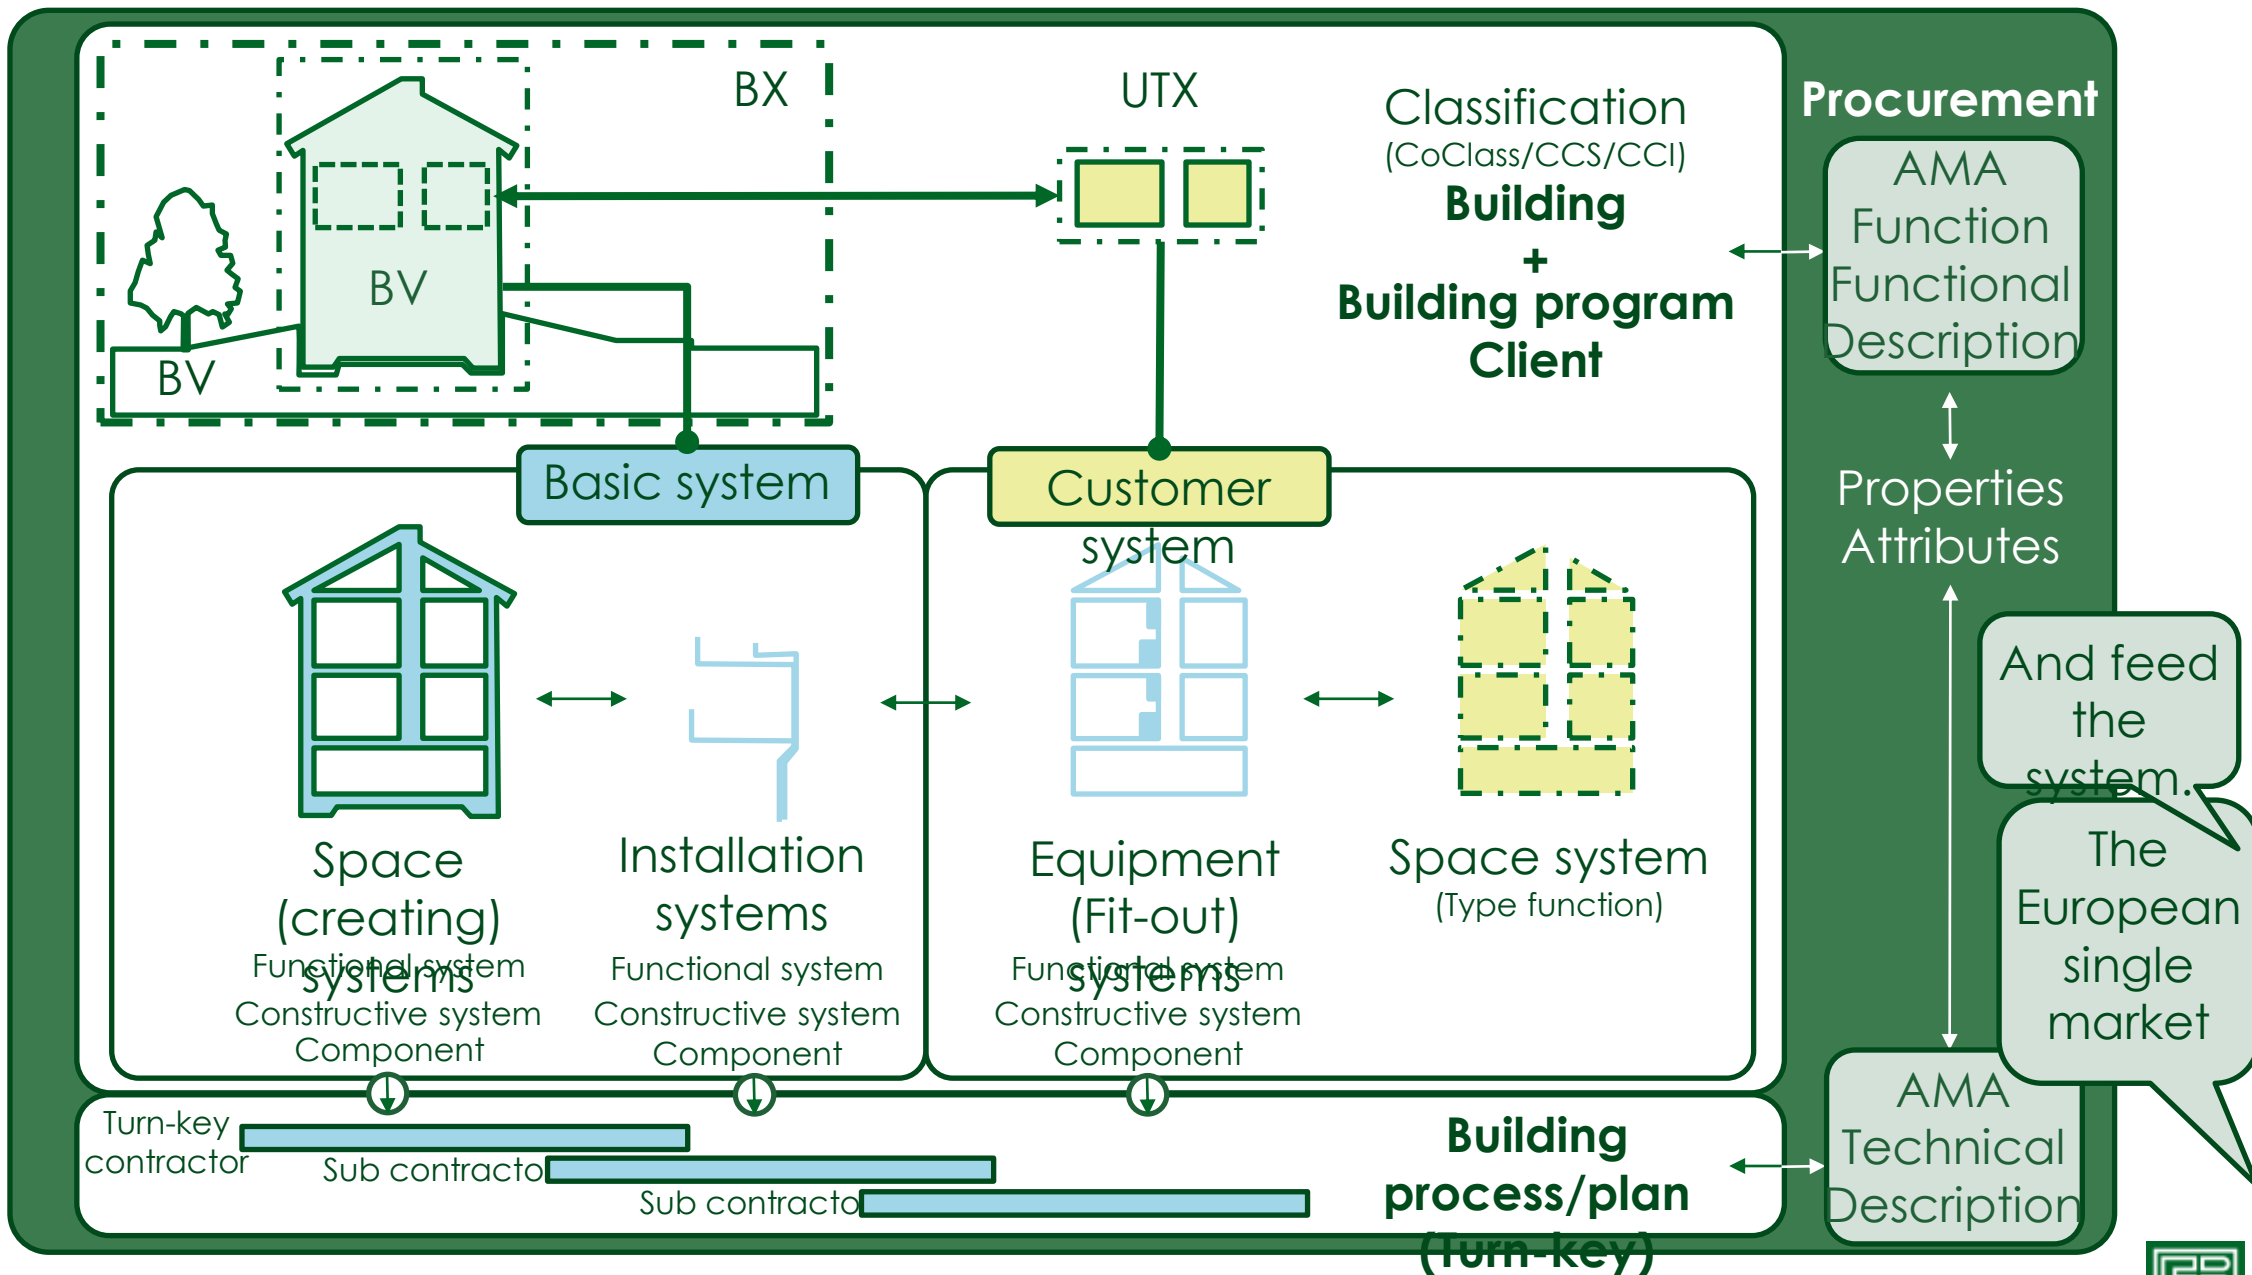 BX
UTX
BV
BV
Classification
(CoClass/CCS/CCI)
Building
+
Building program
Client
Procurement
AMA
Function
Functional
Description
Properties
Attributes
And feed
the
system.
The
European
single
market
AMA
Technical
Description
Basic system
Customer
system
Space
(creating)
systems
Functional system
Constructive system
Component
Installation
systems
Functional system
Constructive system
Component
Equipment
(Fit-out)
systems
Functional system
Constructive system
Component
Space system
(Type function)
Turn-key
contractor
Sub contracto
Sub contracto
Building
process/plan
(Turn-key)